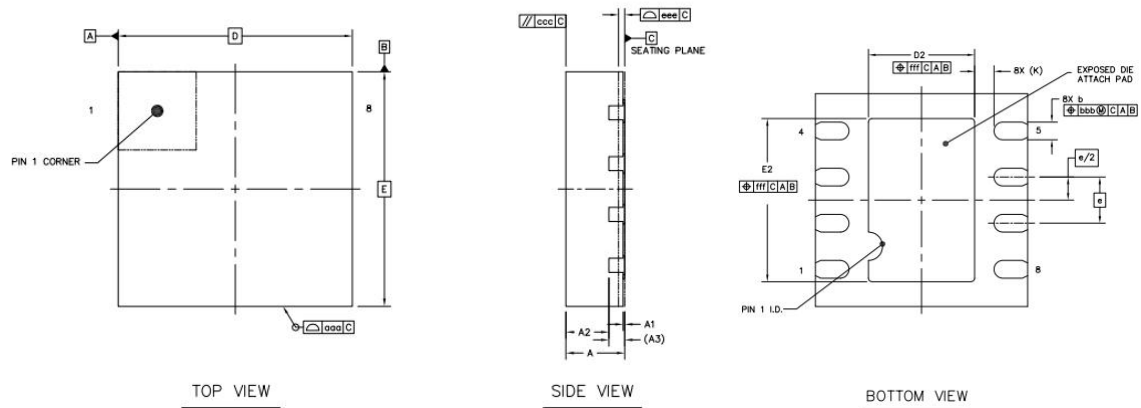 A
D
B
1
8
PIN 1 CORNER
E
⌓ aaa C
TOP VIEW
// ccc C
⌓ eee C
C
SEATING PLANE
A1
A2
(A3)
A
SIDE VIEW
D2
⌖ fff C A B
8X (K)
EXPOSED DIE
ATTACH PAD
8X b
⌖ bbb Ⓜ C A B
4
5
e/2
E2
⌖ fff C A B
e
1
8
PIN 1 I.D.
BOTTOM VIEW